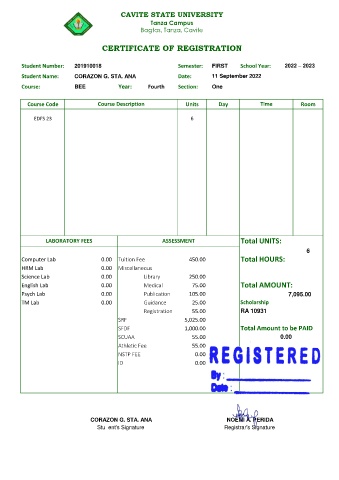 CAVITE STATE UNIVERSITY
Tanza Campus
Bagtas, Tanza, Cavite
CERTIFICATE OF REGISTRATION
Student Number: 201910018 Semester: FIRST School Year: 2022 – 2023
Student Name: CORAZON G. STA. ANA Date: 11 September 2022
Course: BEE Year: Fourth Section: One
Course Code Course Description Units Day Time Room
EDFS 23 6
LABORATORY FEES ASSESSMENT Total UNITS:
6
Computer Lab 0.00 Tuition Fee 450.00 Total HOURS:
HRM Lab 0.00 Miscellaneous
Science Lab 0.00 Library 250.00
English Lab 0.00 Medical 75.00 Total AMOUNT:
Psych Lab 0.00 Publication 105.00 7,095.00
TM Lab 0.00 Guidance 25.00 Scholarship
Registration 55.00 RA 10931
SRF 5,025.00
SFDF 1,000.00 Total Amount to be PAID
SCUAA 55.00 0.00
Athletic Fee 55.00
NSTP FEE 0.00
ID 0.00
REGISTERED
By :
Date :
CORAZON G. STA. ANA NOEMI A. PERIDA
Stu ent's Signature Registrar's Signature